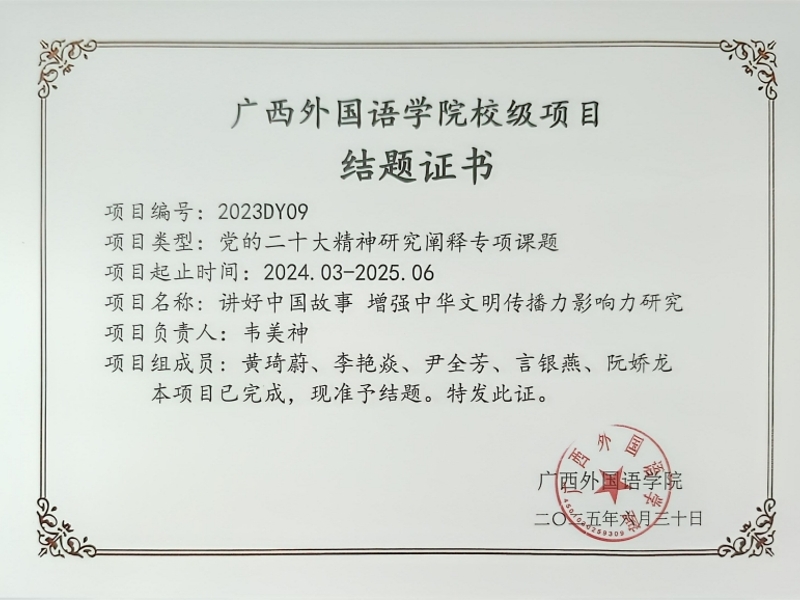 广西外国语学院校级项目
结题证书
项目编号：2023DY09
项目类型：党的二十大精神研究阐释专项课题
项目起止时间：2024.03-2025.06
项目名称：讲好中国故事 增强中华文明传播力影响力研究
项目负责人：韦美神
项目组成员：黄琦蔚、李艳焱、尹全芳、言银燕、阮娇龙
本项目已完成，现准予结题。特发此证。
广西外国语学院
二〇二五年六月三十日
广西外国语学院